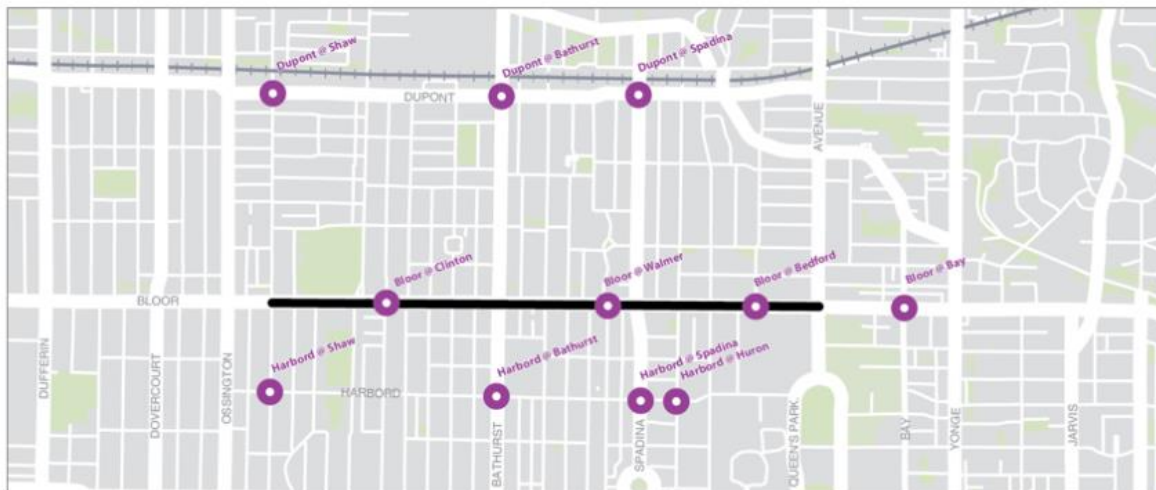 Dupont @ Shaw
Dupont @ Bathurst
Dupont @ Spadina
DUPONT
AVENUE
Bloor @ Clinton
Bloor @ Walmer
Bloor @ Bedford
Bloor @ Bay
BLOOR
Harbord @ Shaw
Harbord @ Bathurst
Harbord @ Spadina
Harbord @ Huron
HARBORD
DUFFERIN
DOVERCOURT
OSSINGTON
BATHURST
SPADINA
QUEEN'S PARK
BAY
YONGE
JARVIS